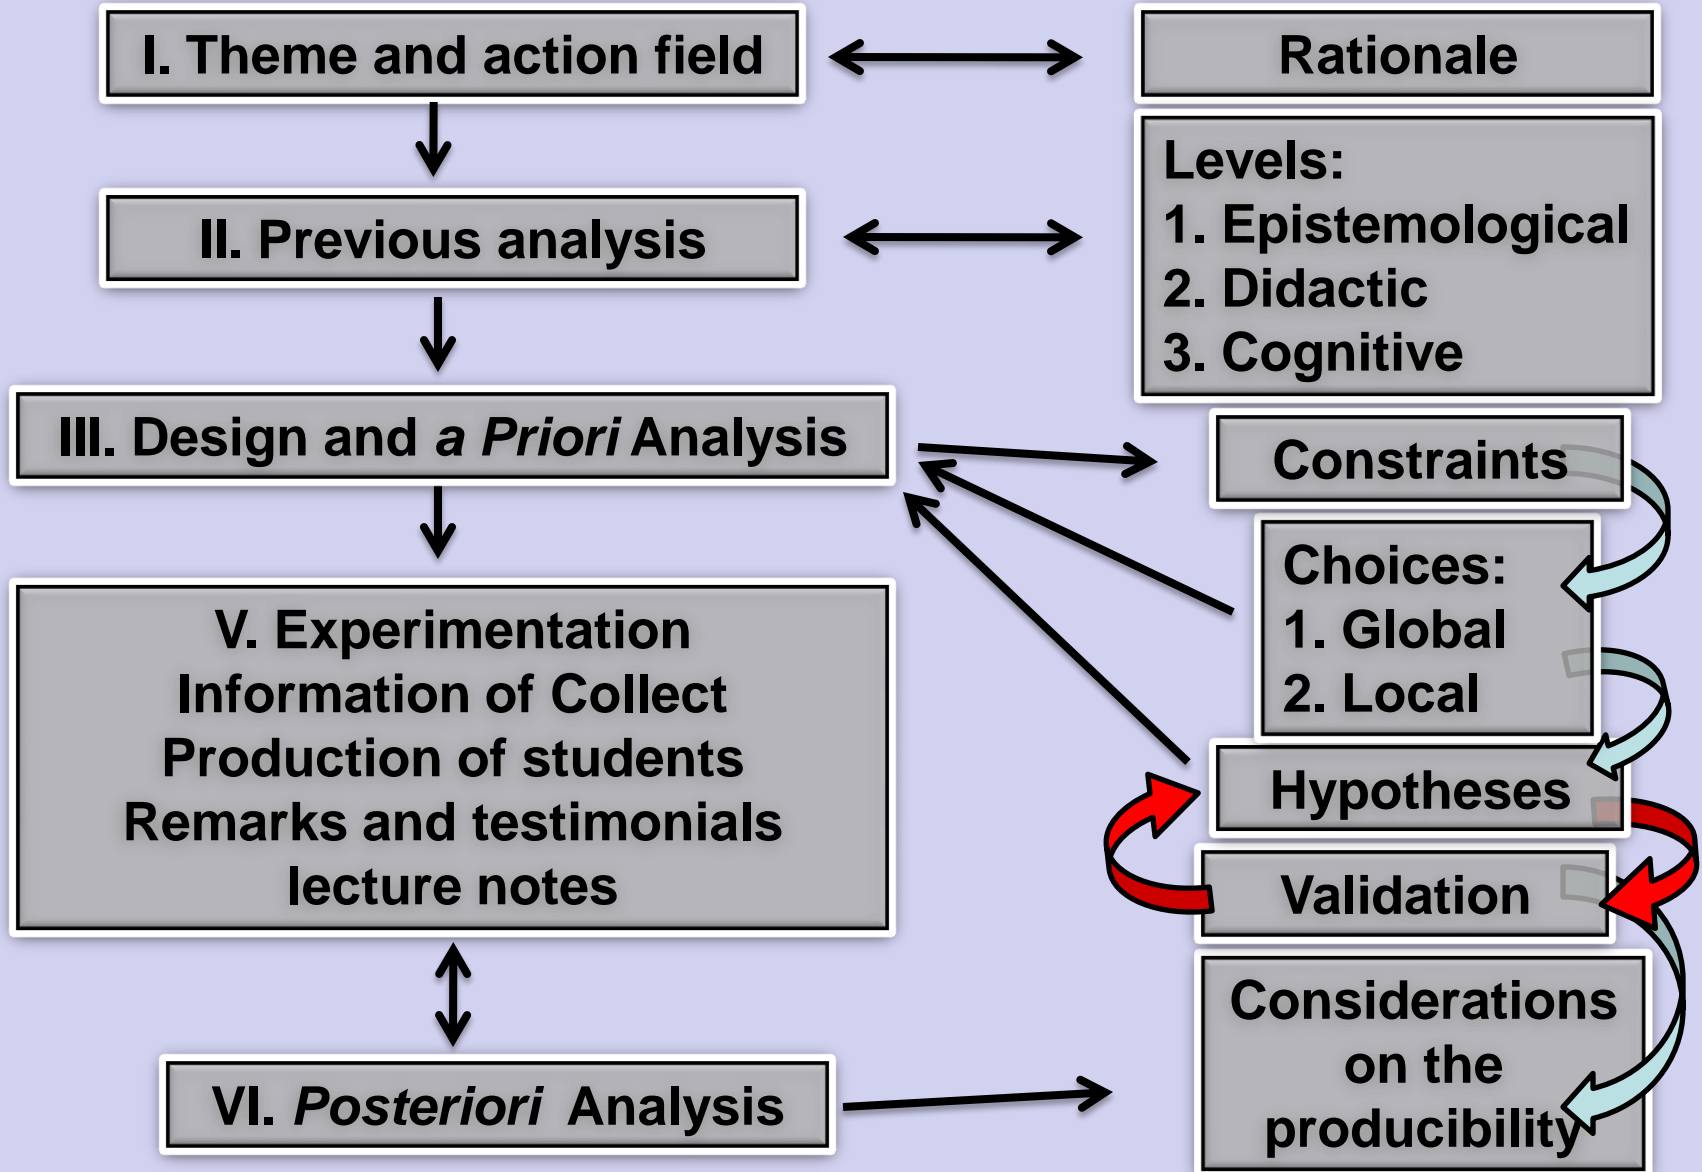 I. Theme and action field
Rationale
II. Previous analysis
Levels:
1. Epistemological
2. Didactic
3. Cognitive
III. Design and a Priori Analysis
Constraints
Choices:
1. Global
2. Local
Hypotheses
Validation
V. Experimentation
Information of Collect
Production of students
Remarks and testimonials
lecture notes
VI. Posteriori Analysis
Considerations
on the
producibility